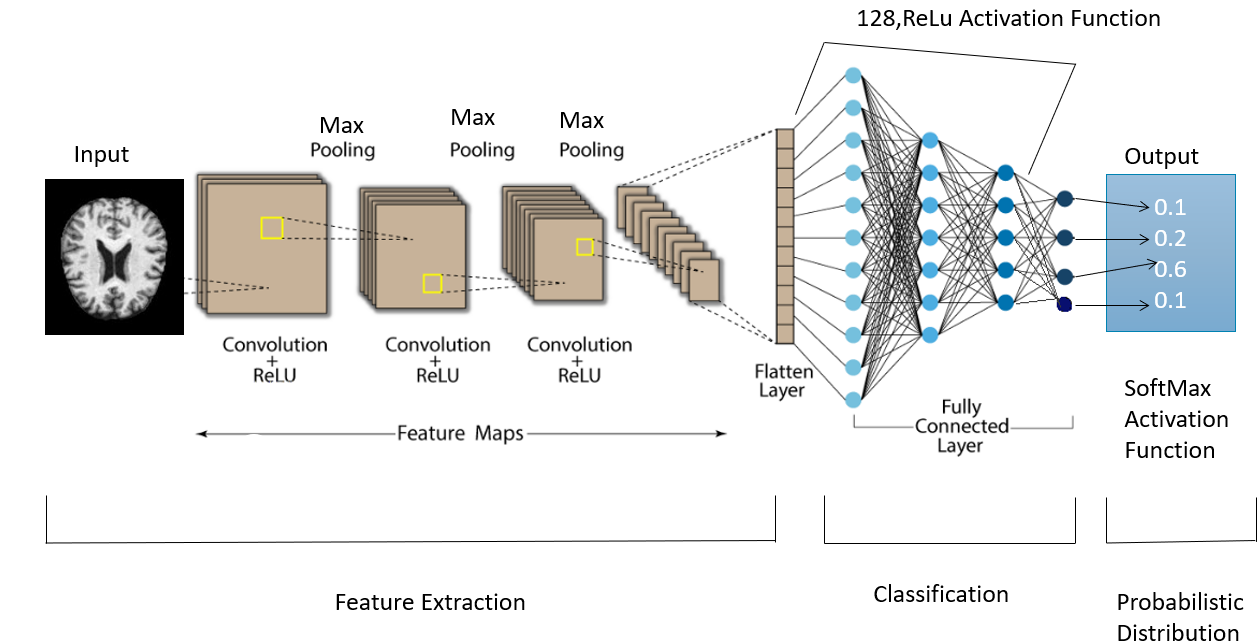 128,ReLu Activation Function
Input
Max
Pooling
Max
Pooling
Max
Pooling
Output
0.1
0.2
0.6
0.1
Convolution
+
ReLU
Convolution
+
ReLU
Convolution
+
ReLU
Flatten
Layer
Feature Maps
Fully
Connected
Layer
SoftMax
Activation
Function
Feature Extraction
Classification
Probabilistic
Distribution